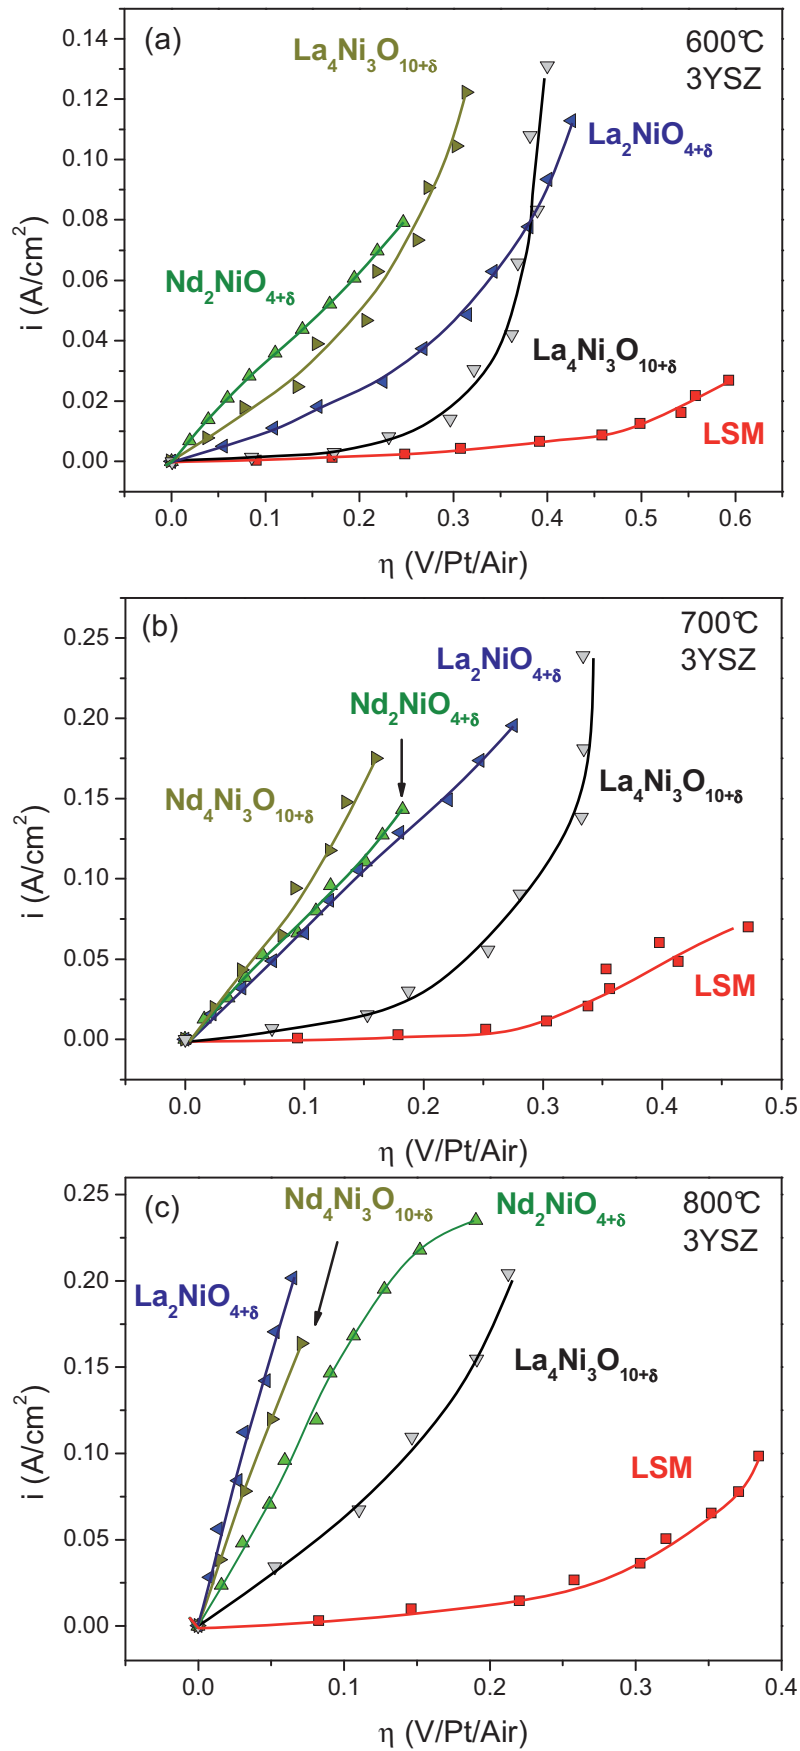 (a)
La₄Ni₃O₁₀₊δ
600℃
3YSZ
La₂NiO₄₊δ
Nd₂NiO₄₊δ
La₄Ni₃O₁₀₊δ
LSM
0.14
0.12
0.10
0.08
0.06
0.04
0.02
0.00
i (A/cm²)
0.0 0.1 0.2 0.3 0.4 0.5 0.6
η (V/Pt/Air)
(b)
700℃
3YSZ
La₂NiO₄₊δ
Nd₂NiO₄₊δ
Nd₄Ni₃O₁₀₊δ
La₄Ni₃O₁₀₊δ
LSM
0.25
0.20
0.15
0.10
0.05
0.00
i (A/cm²)
0.0 0.1 0.2 0.3 0.4 0.5
η (V/Pt/Air)
(c)
Nd₄Ni₃O₁₀₊δ
Nd₂NiO₄₊δ
800℃
3YSZ
La₂NiO₄₊δ
La₄Ni₃O₁₀₊δ
LSM
0.25
0.20
0.15
0.10
0.05
0.00
i (A/cm²)
0.0 0.1 0.2 0.3 0.4
η (V/Pt/Air)